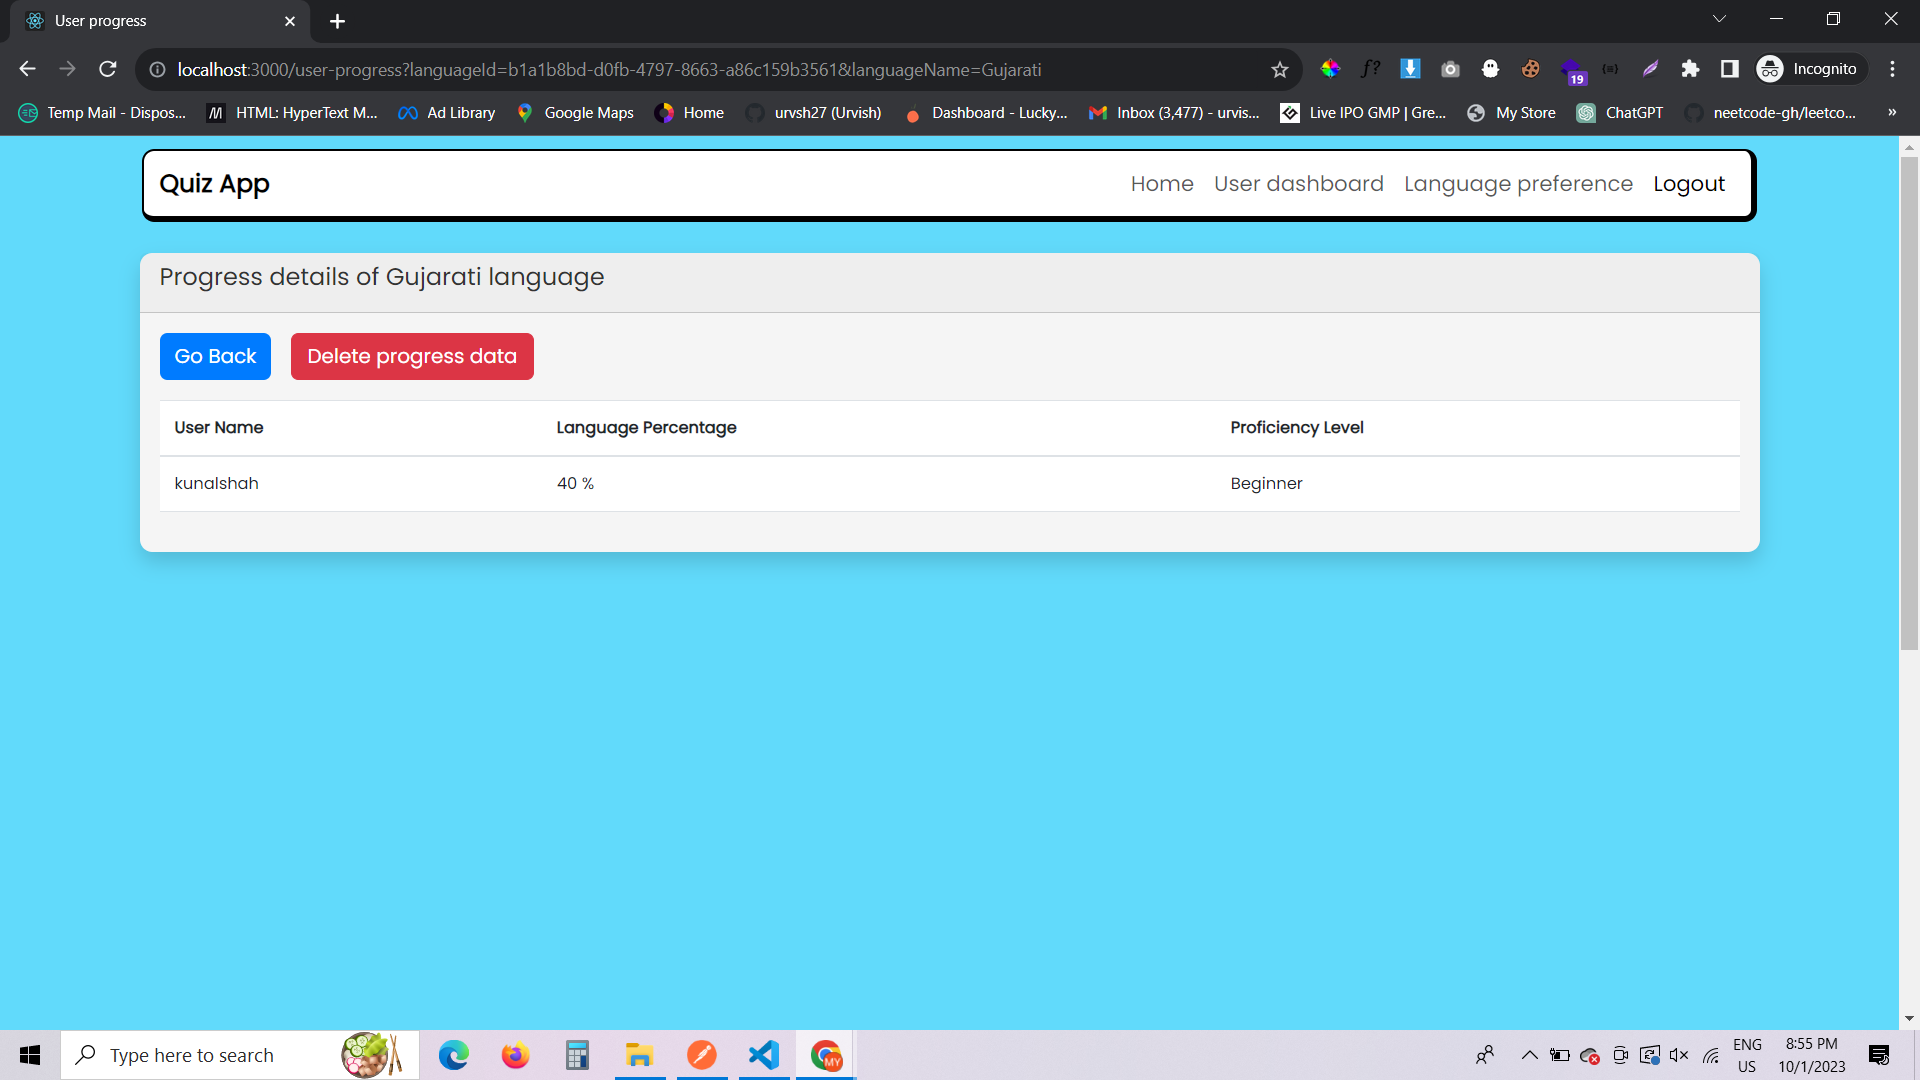 User progress
localhost:3000/user-progress?languageId=b1a1b8bd-d0fb-4797-8663-a86c159b3561&languageName=Gujarati
f?
19
Incognito
Temp Mail - Dispos...
M
HTML: HyperText M...
Ad Library
Google Maps
Home
urvsh27 (Urvish)
Dashboard - Lucky...
Inbox (3,477) - urvis...
Live IPO GMP | Gre...
My Store
ChatGPT
neetcode-gh/leetco...
»
Quiz App
Home
User dashboard
Language preference
Logout
Progress details of Gujarati language
Go Back
Delete progress data
User Name
Language Percentage
Proficiency Level
kunalshah
40 %
Beginner
Type here to search
MY
ENG
US
8:55 PM
10/1/2023